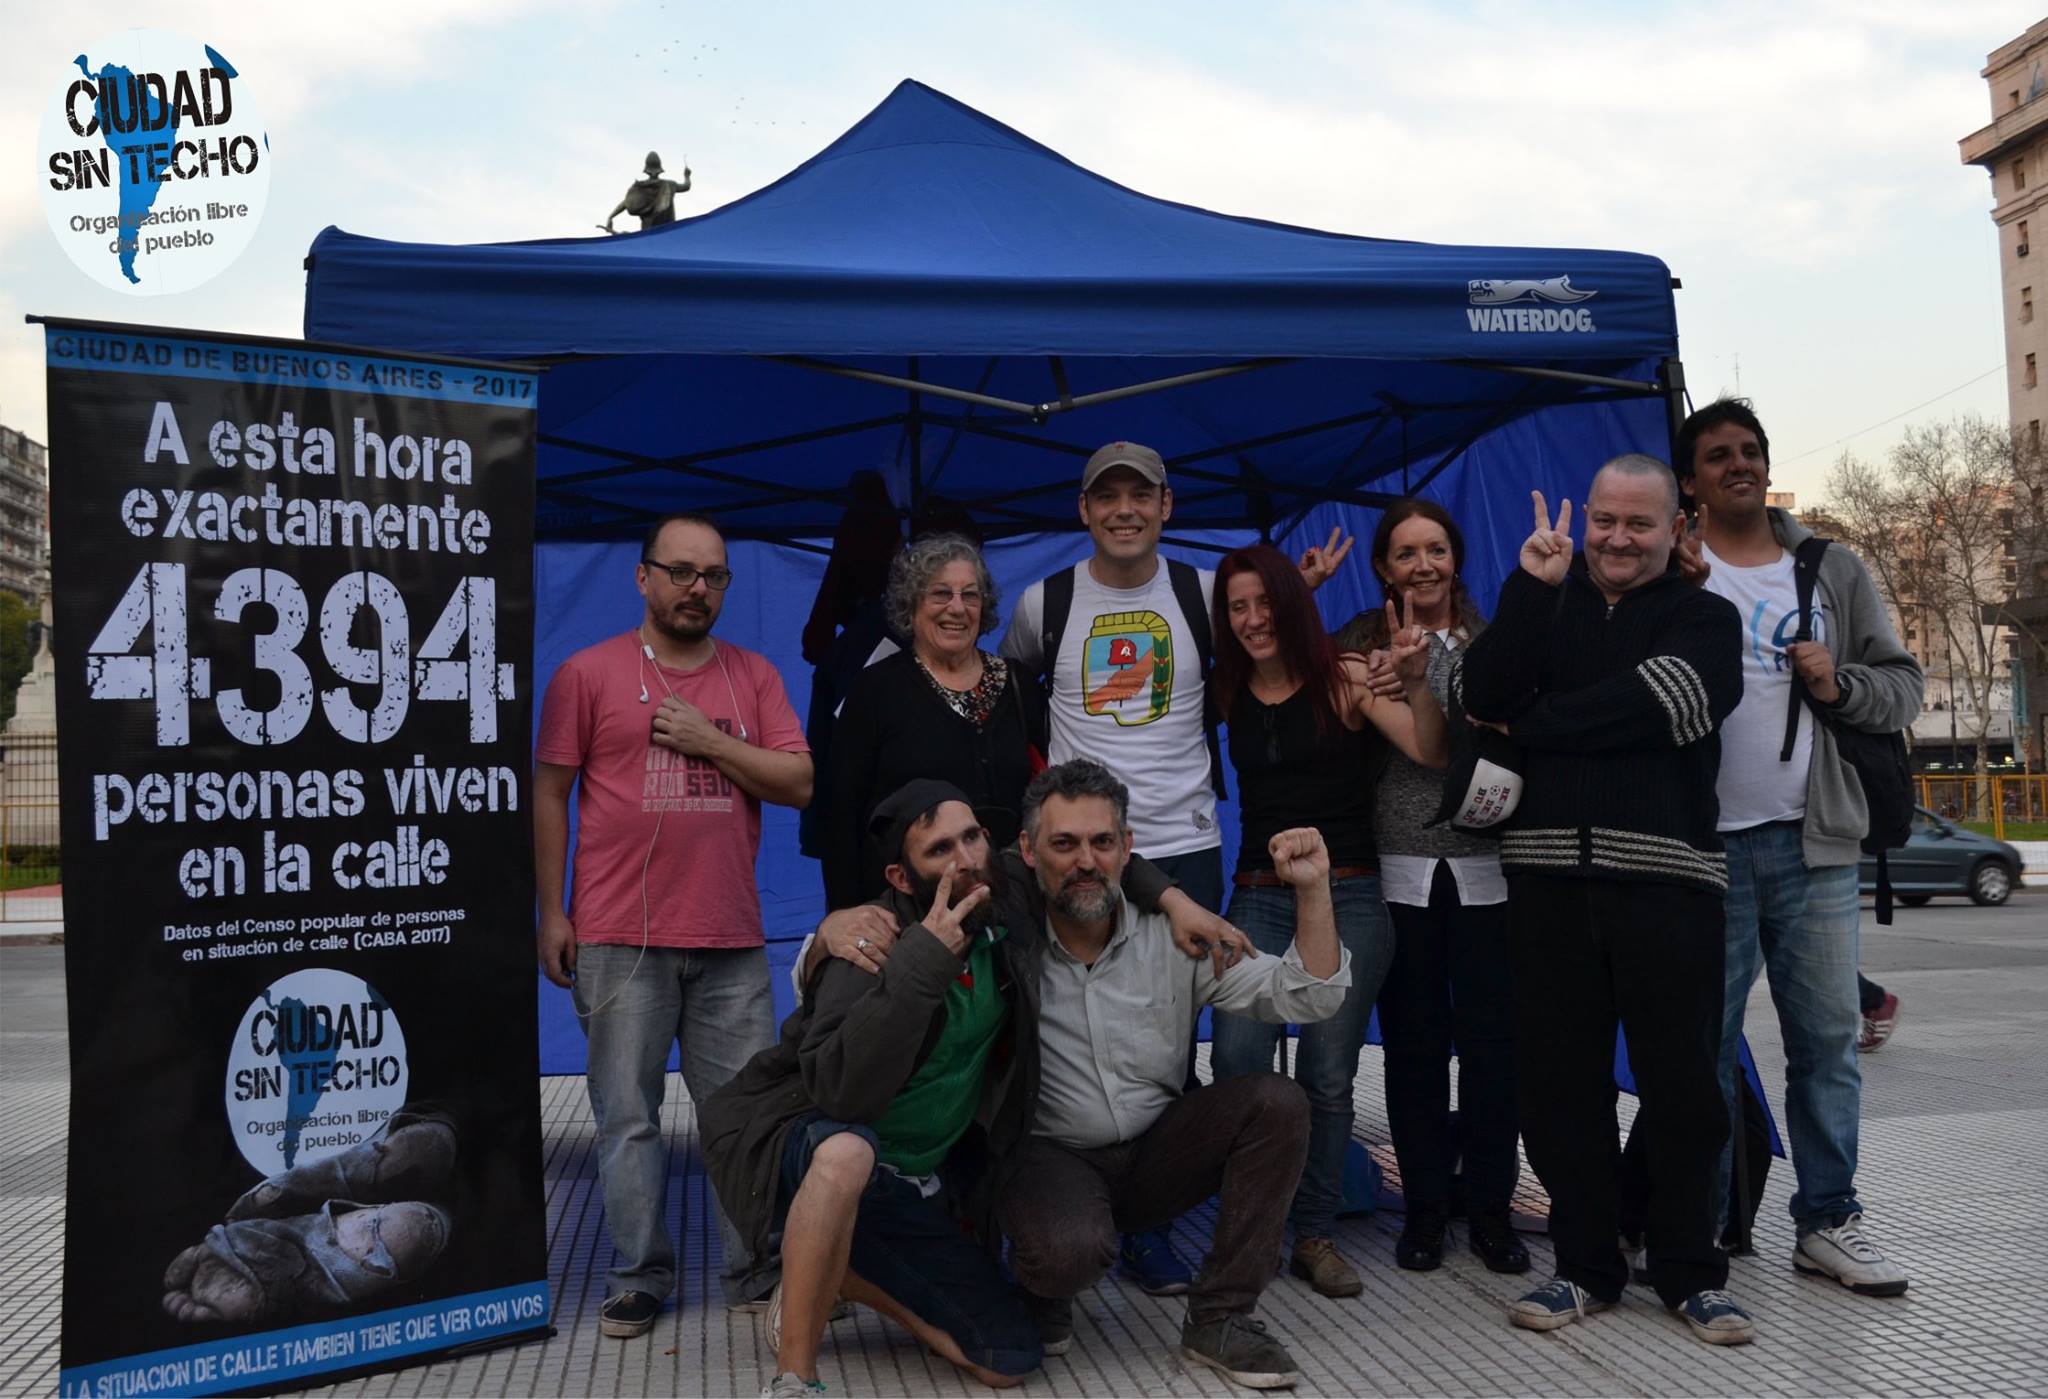 CIUDAD
SIN TECHO
Organización libre
del pueblo
WATERDOG
CIUDAD DE BUENOS AIRES - 2017
A esta hora
exactamente
4394
personas viven
en la calle
Datos del Censo popular de personas
en situación de calle (CABA 2017)
CIUDAD
SIN TECHO
Organización libre
del pueblo
LA SITUACION DE CALLE TAMBIEN TIENE QUE VER CON VOS